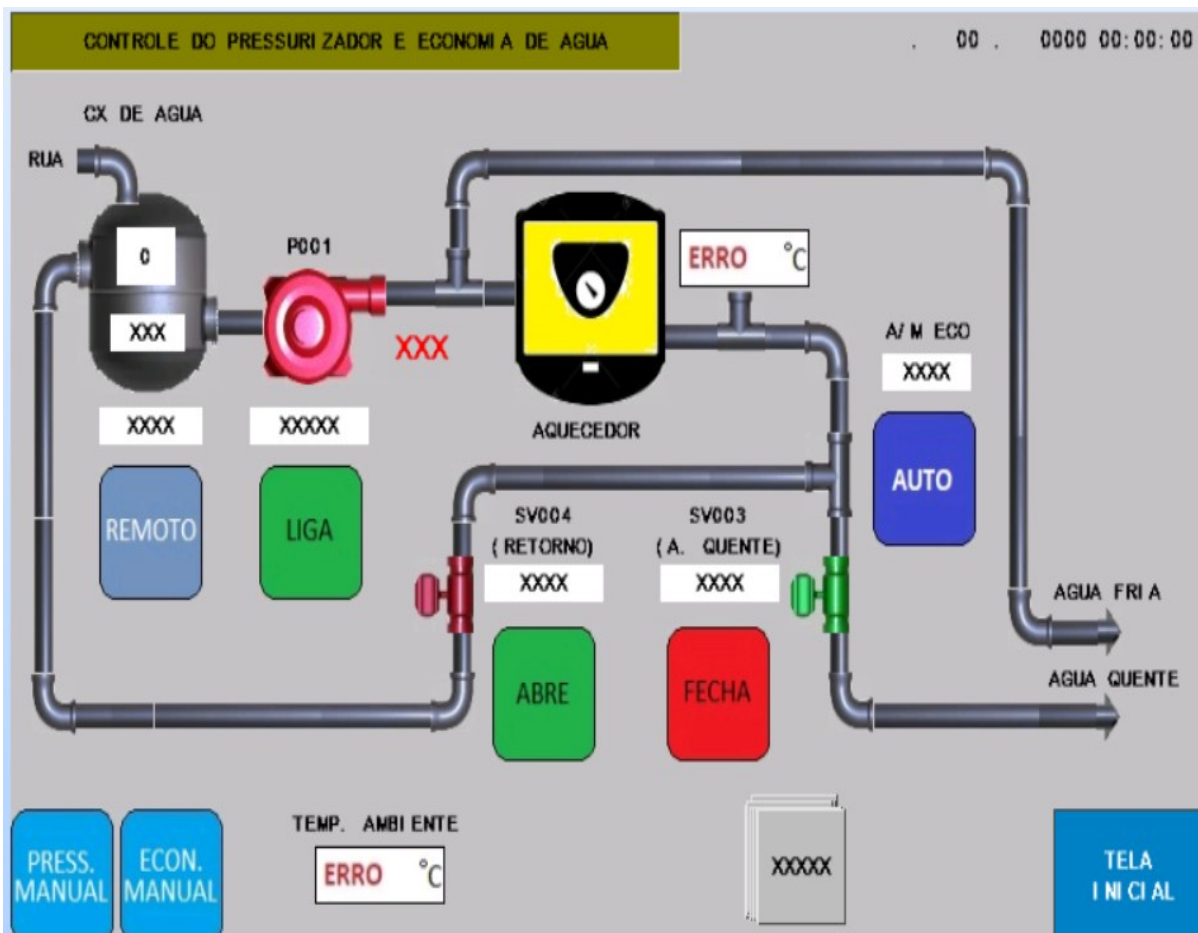 CONTROLE DO PRESSURIZADOR E ECONOMIA DE AGUA
. 00 . 0000 00:00:00
CX DE AGUA
RUA
0
XXX
P001
XXX
ERRO °C
A/M ECO
XXXX
XXXX
XXXXX
AQUECEDOR
REMOTO
LIGA
AUTO
SV004
(RETORNO)
XXXX
SV003
(A. QUENTE)
XXXX
ABRE
FECHA
AGUA FRIA
AGUA QUENTE
PRESS.
MANUAL
ECON.
MANUAL
TEMP. AMBIENTE
ERRO °C
XXXXX
TELA
INICIAL